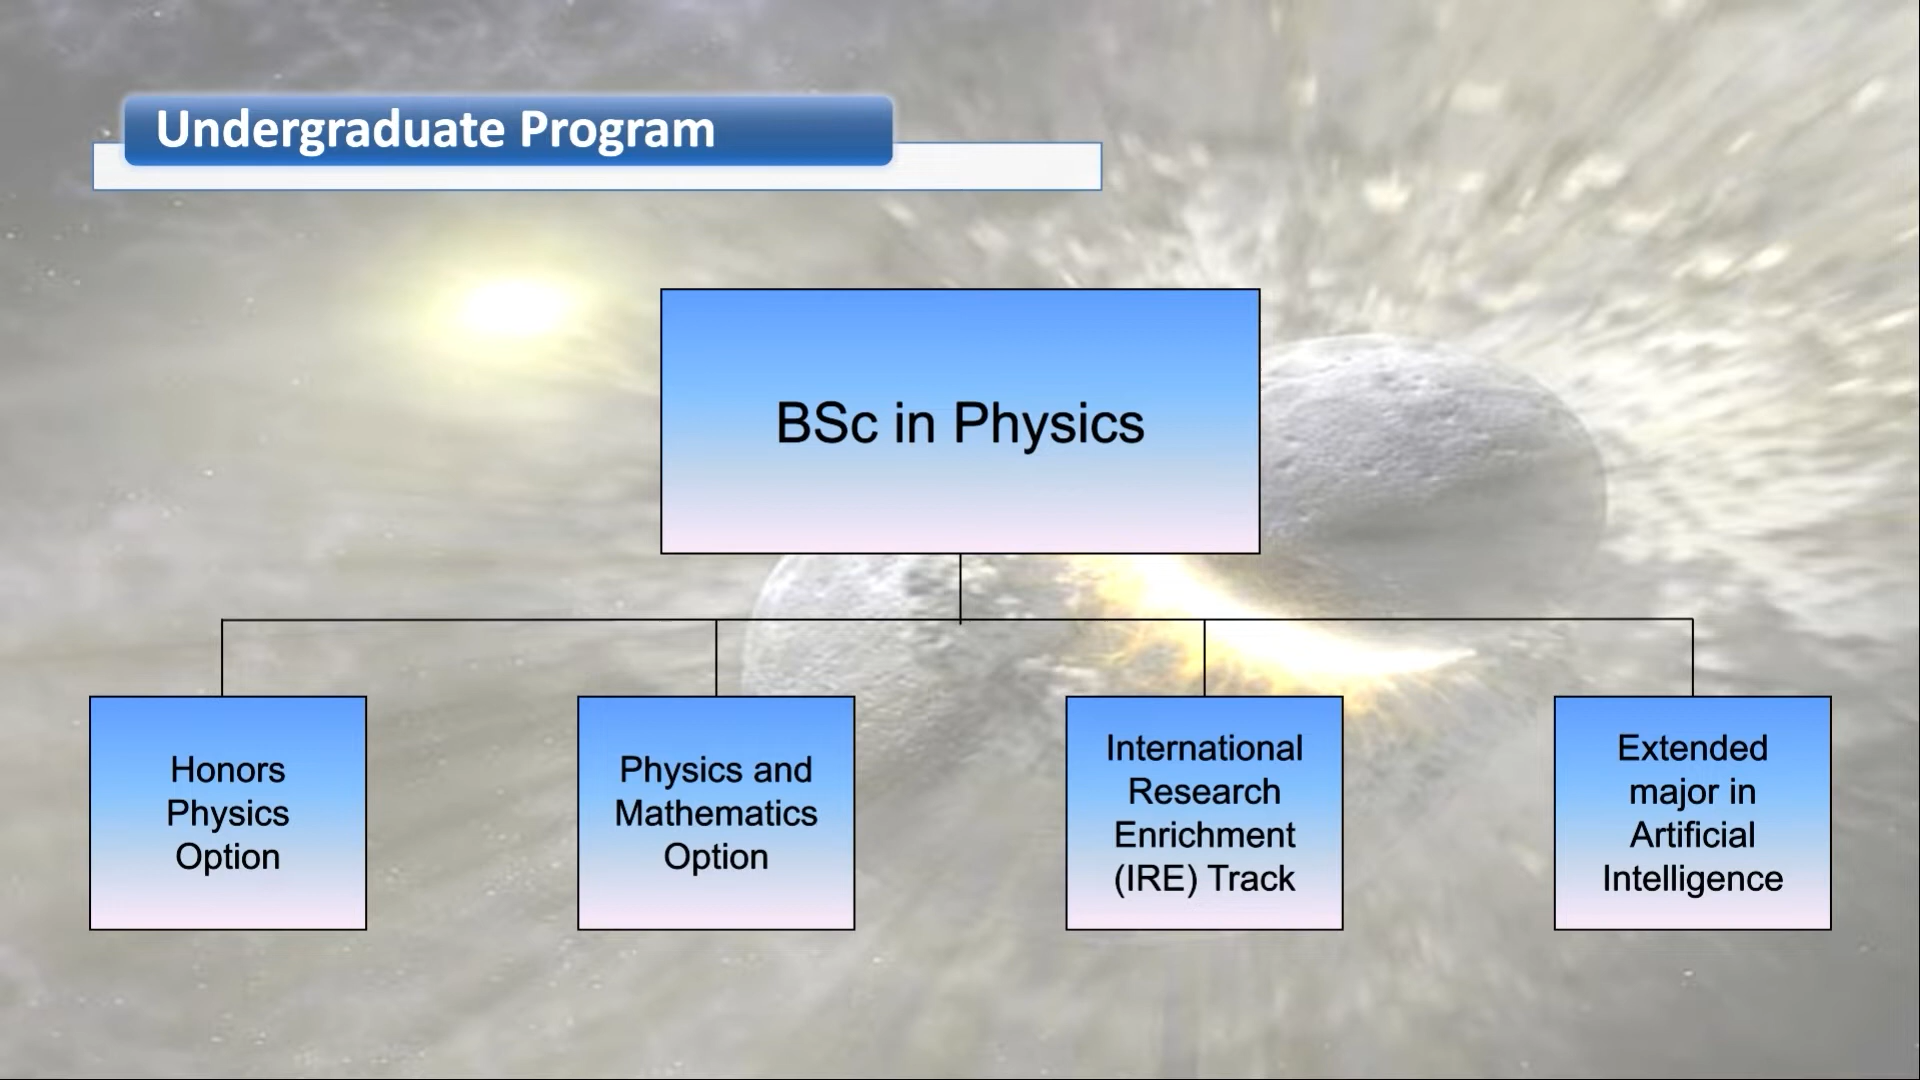 Undergraduate Program
BSc in Physics
Honors
Physics
Option
Physics and
Mathematics
Option
International
Research
Enrichment
(IRE) Track
Extended
major in
Artificial
Intelligence